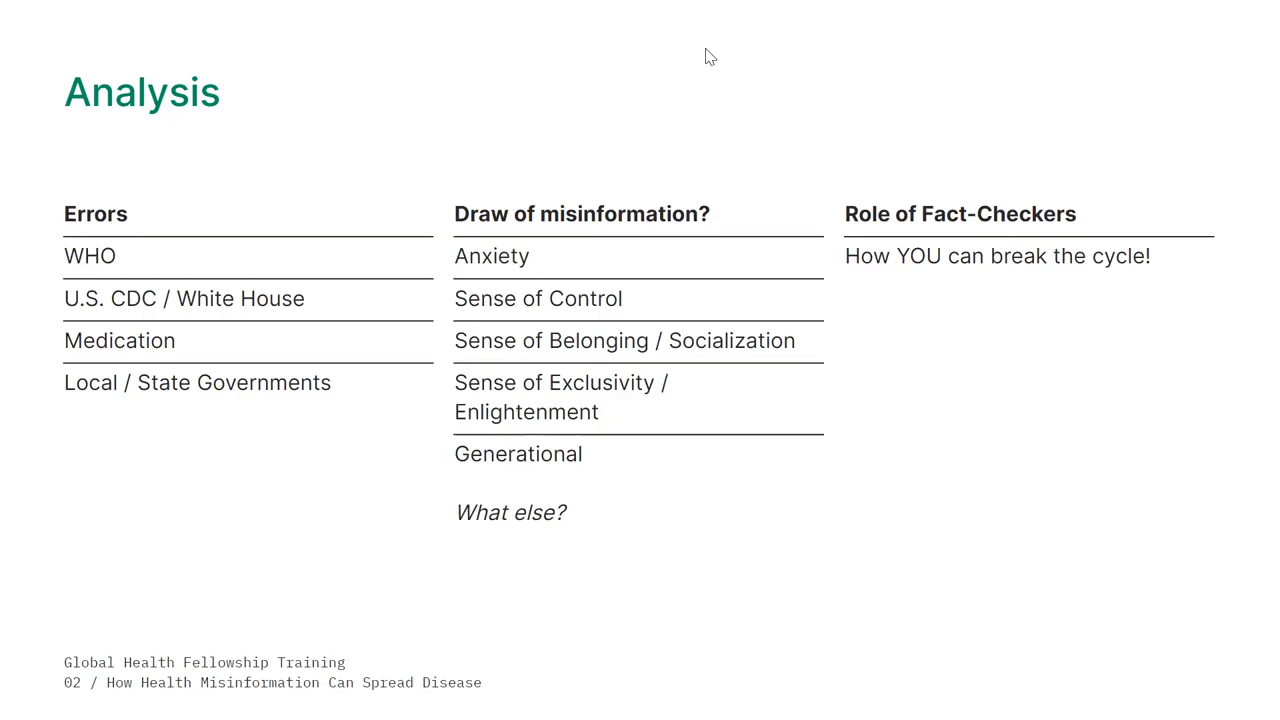 Analysis
Errors
WHO
U.S. CDC / White House
Medication
Local / State Governments
Draw of misinformation?
Anxiety
Sense of Control
Sense of Belonging / Socialization
Sense of Exclusivity /
Enlightenment
Generational
What else?
Role of Fact-Checkers
How YOU can break the cycle!
Global Health Fellowship Training
02 / How Health Misinformation Can Spread Disease